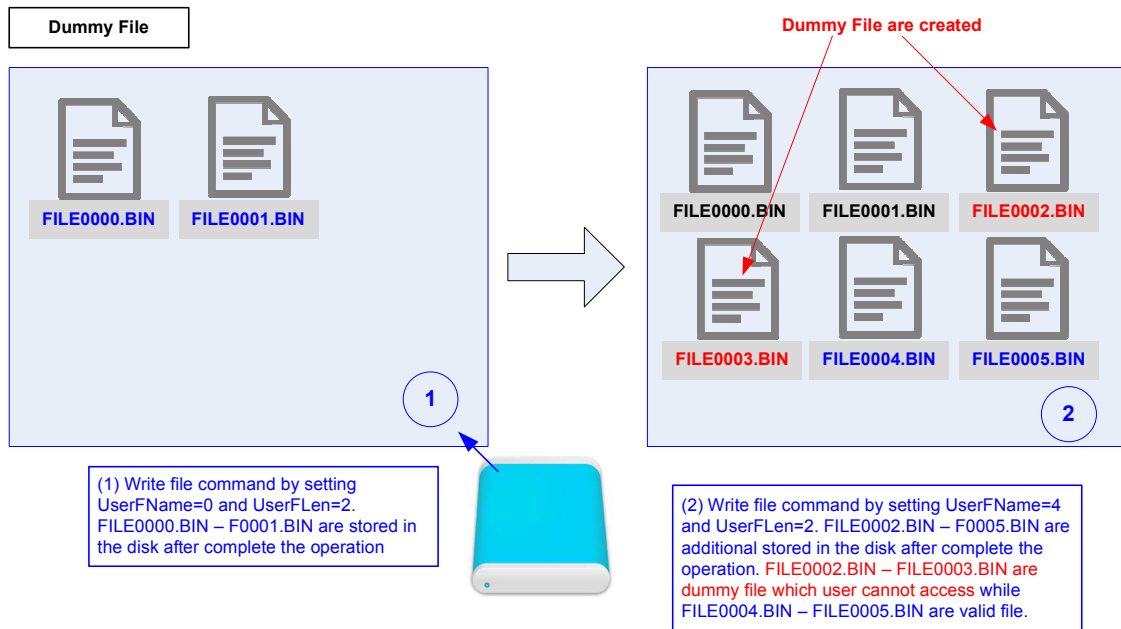 Dummy File
Dummy File are created
FILE0000.BIN
FILE0001.BIN
FILE0000.BIN
FILE0001.BIN
FILE0002.BIN
FILE0003.BIN
FILE0004.BIN
FILE0005.BIN
1
2
(1) Write file command by setting
UserFName=0 and UserFLen=2.
FILE0000.BIN – F0001.BIN are stored in
the disk after complete the operation
(2) Write file command by setting UserFName=4
and UserFLen=2. FILE0002.BIN – F0005.BIN are
additional stored in the disk after complete the
operation. FILE0002.BIN – FILE0003.BIN are
dummy file which user cannot access while
FILE0004.BIN – FILE0005.BIN are valid file.